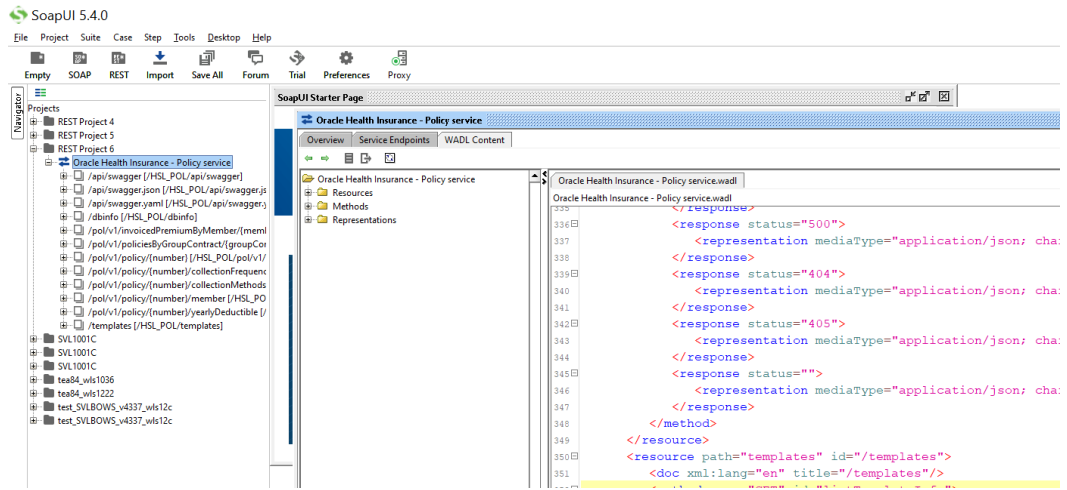 SoapUI 5.4.0
File Project Suite Case Step Tools Desktop Help
Empty SOAP REST Import Save All Forum Trial Preferences Proxy
Navigator
Projects
REST Project 4
REST Project 5
REST Project 6
Oracle Health Insurance - Policy service
/api/swagger [/HSL_POL/api/swagger]
/api/swagger.json [/HSL_POL/api/swagger.js
/api/swagger.yaml [/HSL_POL/api/swagger.y
/dbinfo [/HSL_POL/dbinfo]
/pol/v1/invoicedPremiumByMember/{meml
/pol/v1/policiesByGroupContract/{groupCor
/pol/v1/policy/{number} [/HSL_POL/pol/v1/
/pol/v1/policy/{number}/collectionFrequenc
/pol/v1/policy/{number}/collectionMethods
/pol/v1/policy/{number}/member [/HSL_PO
/pol/v1/policy/{number}/yearlyDeductible [/
/templates [/HSL_POL/templates]
SVL1001C
SVL1001C
SVL1001C
tea84_wls1036
tea84_wls1222
test_SVLBOWS_v4337_wls12c
test_SVLBOWS_v4337_wls12c
SoapUI Starter Page
Oracle Health Insurance - Policy service
Overview Service Endpoints WADL Content
Oracle Health Insurance - Policy service
Resources
Methods
Representations
Oracle Health Insurance - Policy service.wadl
Oracle Health Insurance - Policy service.wadl
335 </response>
336 <response status="500">
337 <representation mediaType="application/json; cha
338 </response>
339 <response status="404">
340 <representation mediaType="application/json; cha
341 </response>
342 <response status="405">
343 <representation mediaType="application/json; cha
344 </response>
345 <response status="">
346 <representation mediaType="application/json; cha
347 </response>
348 </method>
349 </resource>
350 <resource path="templates" id="/templates">
351 <doc xml:lang="en" title="/templates"/>